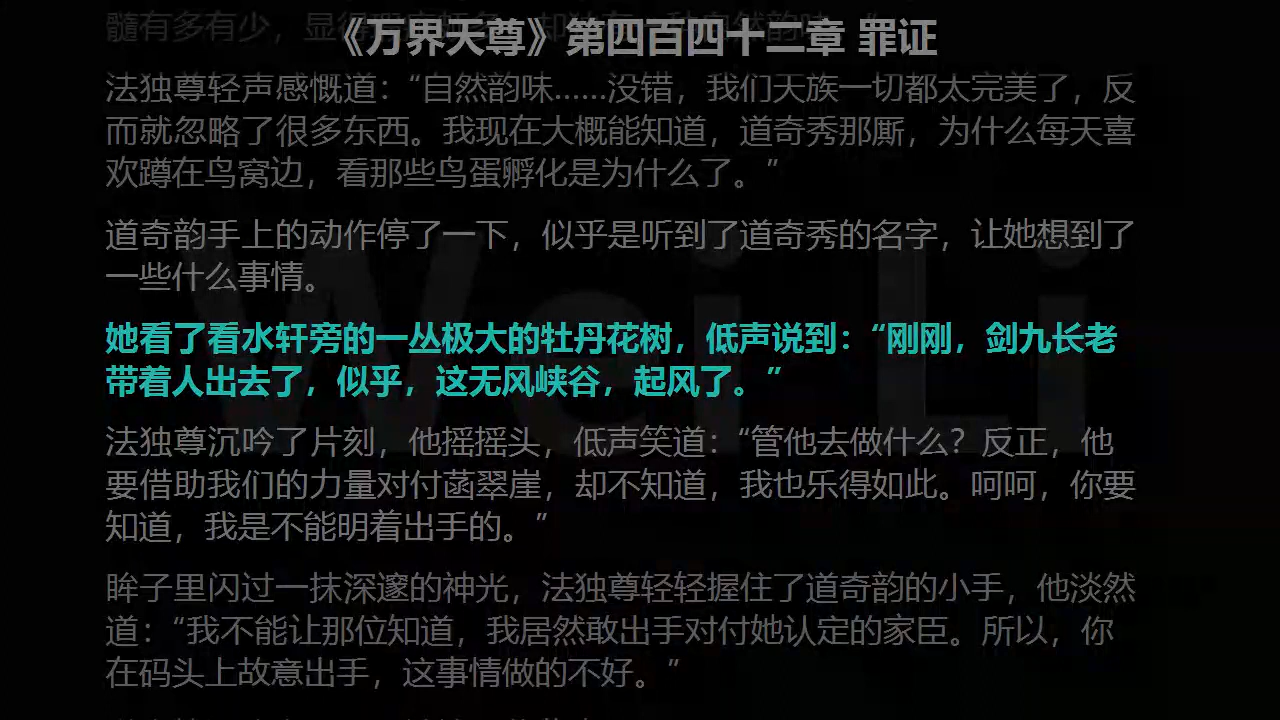 《万界天尊》第四百四十二章 罪证
髓有多有少，显得
法独尊轻声感慨道：“自然韵味......没错，我们天族一切都太完美了，反
而就忽略了很多东西。我现在大概能知道，道奇秀那厮，为什么每天喜
欢蹲在鸟窝边，看那些鸟蛋孵化是为什么了。”
道奇韵手上的动作停了一下，似乎是听到了道奇秀的名字，让她想到了
一些什么事情。
她看了看水轩旁的一丛极大的牡丹花树，低声说到：“刚刚，剑九长老
带着人出去了，似乎，这无风峡谷，起风了。”
法独尊沉吟了片刻，他摇摇头，低声笑道：“管他去做什么？反正，他
要借助我们的力量对付菡翠崖，却不知道，我也乐得如此。呵呵，你要
知道，我是不能明着出手的。”
眸子里闪过一抹深邃的神光，法独尊轻轻握住了道奇韵的小手，他淡然
道：“我不能让那位知道，我居然敢出手对付她认定的家臣。所以，你
在码头上故意出手，这事情做的不好。”
Wei Li